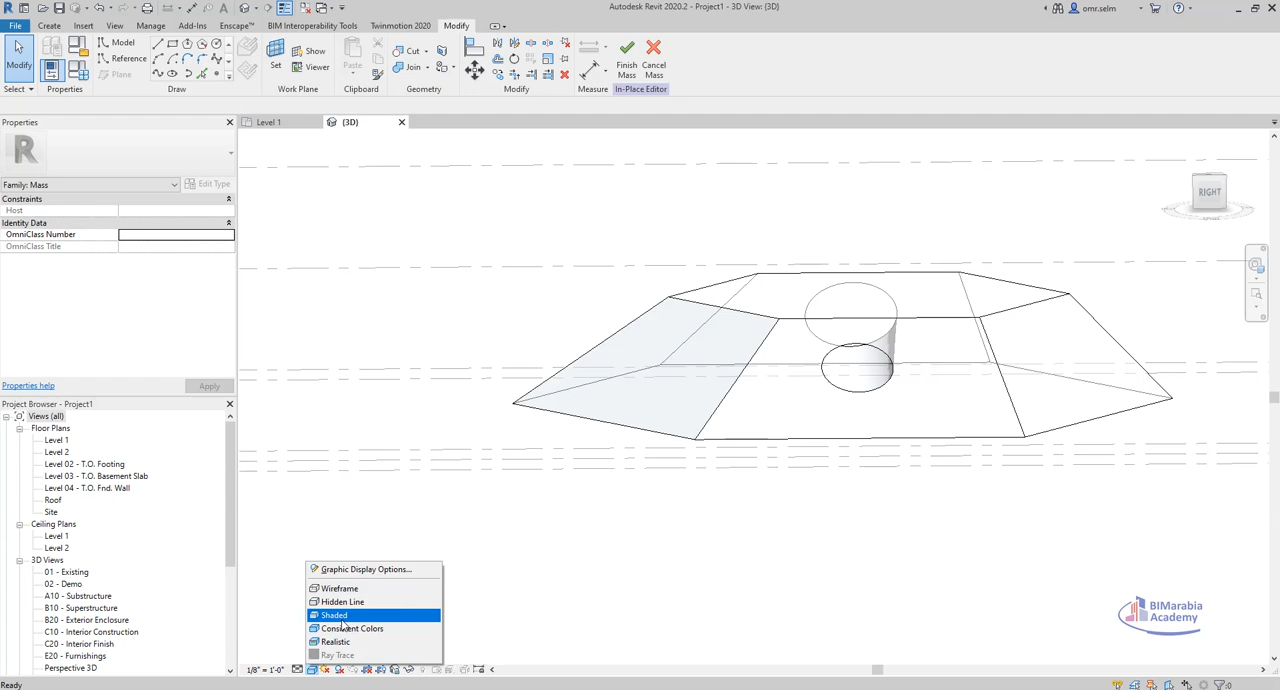 Autodesk Revit 2020.2 - Project1 - 3D View: {3D}
omr.selm
File Create Insert View Manage Add-Ins Enscape™ BIM Interoperability Tools Twinmotion 2020 Modify
Modify
Model
Reference
Plane
Set
Show
Viewer
Paste
Cut
Join
Finish Mass
Cancel Mass
Select Properties Draw Work Plane Clipboard Geometry Modify Measure In-Place Editor
Properties
Level 1
{3D}
Family: Mass
Edit Type
Constraints
Host
Identity Data
OmniClass Number
OmniClass Title
RIGHT
Properties help
Apply
Project Browser - Project1
Views (all)
Floor Plans
Level 1
Level 2
Level 02 - T.O. Footing
Level 03 - T.O. Basement Slab
Level 04 - T.O. Fnd. Wall
Roof
Site
Ceiling Plans
Level 1
Level 2
3D Views
01 - Existing
02 - Demo
A10 - Substructure
B10 - Superstructure
B20 - Exterior Enclosure
C10 - Interior Construction
C20 - Interior Finish
E20 - Furnishings
Perspective 3D
Graphic Display Options...
Wireframe
Hidden Line
Shaded
Consistent Colors
Realistic
Ray Trace
1/8" = 1'-0"
BIMarabia
Academy
Ready
:0